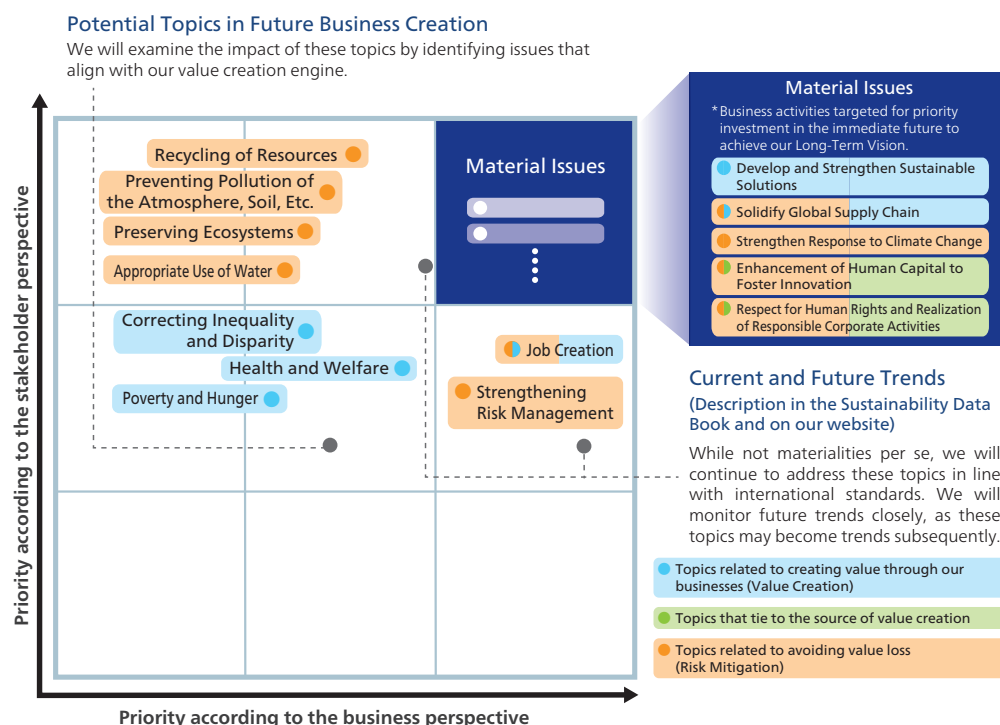 Potential Topics in Future Business Creation
We will examine the impact of these topics by identifying issues that
align with our value creation engine.
Priority according to the stakeholder perspective
Recycling of Resources
Preventing Pollution of
the Atmosphere, Soil, Etc.
Preserving Ecosystems
Appropriate Use of Water
Correcting Inequality
and Disparity
Health and Welfare
Poverty and Hunger
Material Issues
Job Creation
Strengthening
Risk Management
Priority according to the business perspective
Material Issues
*Business activities targeted for priority
investment in the immediate future to
achieve our Long-Term Vision.
Develop and Strengthen Sustainable
Solutions
Solidify Global Supply Chain
Strengthen Response to Climate Change
Enhancement of Human Capital to
Foster Innovation
Respect for Human Rights and Realization
of Responsible Corporate Activities
Current and Future Trends
(Description in the Sustainability Data
Book and on our website)
While not materialities per se, we will
continue to address these topics in line
with international standards. We will
monitor future trends closely, as these
topics may become trends subsequently.
Topics related to creating value through our
businesses (Value Creation)
Topics that tie to the source of value creation
Topics related to avoiding value loss
(Risk Mitigation)